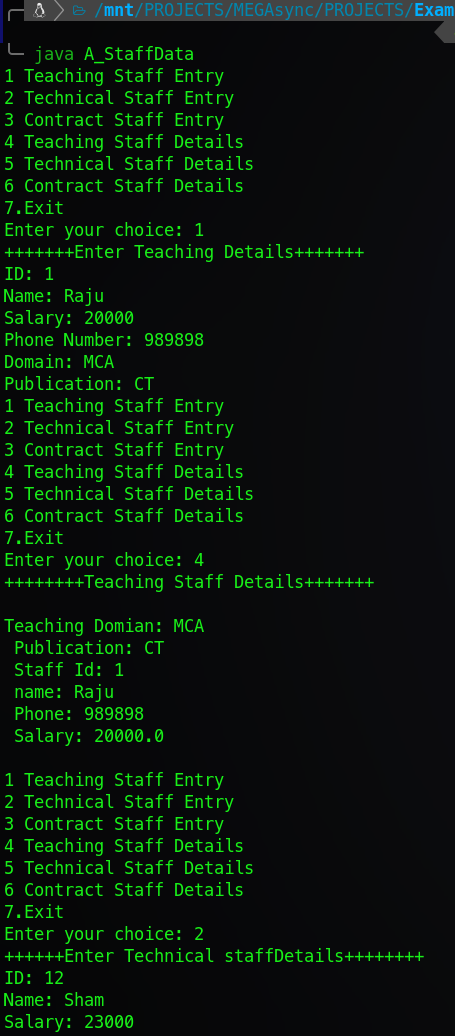 /mnt/PROJECTS/MEGAsync/PROJECTS/Exam
java A_StaffData
1 Teaching Staff Entry
2 Technical Staff Entry
3 Contract Staff Entry
4 Teaching Staff Details
5 Technical Staff Details
6 Contract Staff Details
7.Exit
Enter your choice: 1
+++++++Enter Teaching Details+++++++
ID: 1
Name: Raju
Salary: 20000
Phone Number: 989898
Domain: MCA
Publication: CT
1 Teaching Staff Entry
2 Technical Staff Entry
3 Contract Staff Entry
4 Teaching Staff Details
5 Technical Staff Details
6 Contract Staff Details
7.Exit
Enter your choice: 4
++++++++Teaching Staff Details+++++++
Teaching Domian: MCA
Publication: CT
Staff Id: 1
name: Raju
Phone: 989898
Salary: 20000.0
1 Teaching Staff Entry
2 Technical Staff Entry
3 Contract Staff Entry
4 Teaching Staff Details
5 Technical Staff Details
6 Contract Staff Details
7.Exit
Enter your choice: 2
++++++Enter Technical staffDetails++++++++
ID: 12
Name: Sham
Salary: 23000